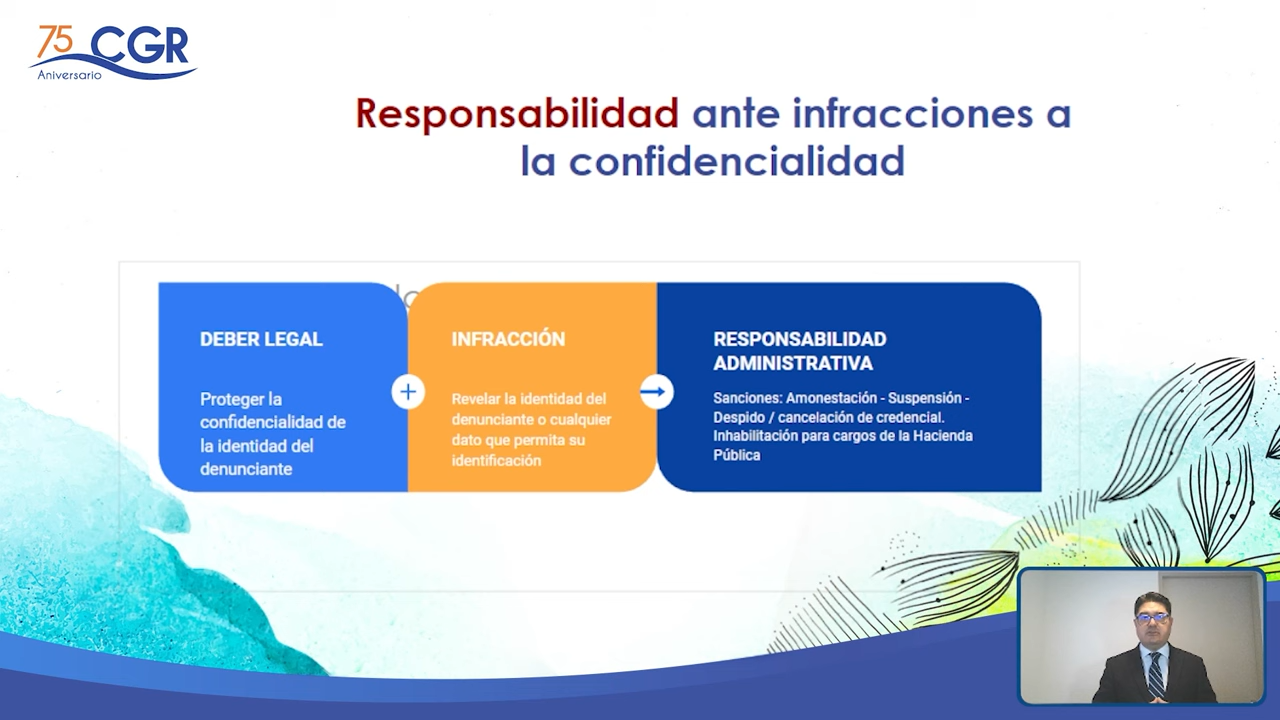 75 CGR
Aniversario
Responsabilidad ante infracciones a
la confidencialidad
DEBER LEGAL
Proteger la
confidencialidad de
la identidad del
denunciante
INFRACCIÓN
Revelar la identidad del
denunciante o cualquier
dato que permita su
identificación
RESPONSABILIDAD
ADMINISTRATIVA
Sanciones: Amonestación - Suspensión -
Despido / cancelación de credencial.
Inhabilitación para cargos de la Hacienda
Pública